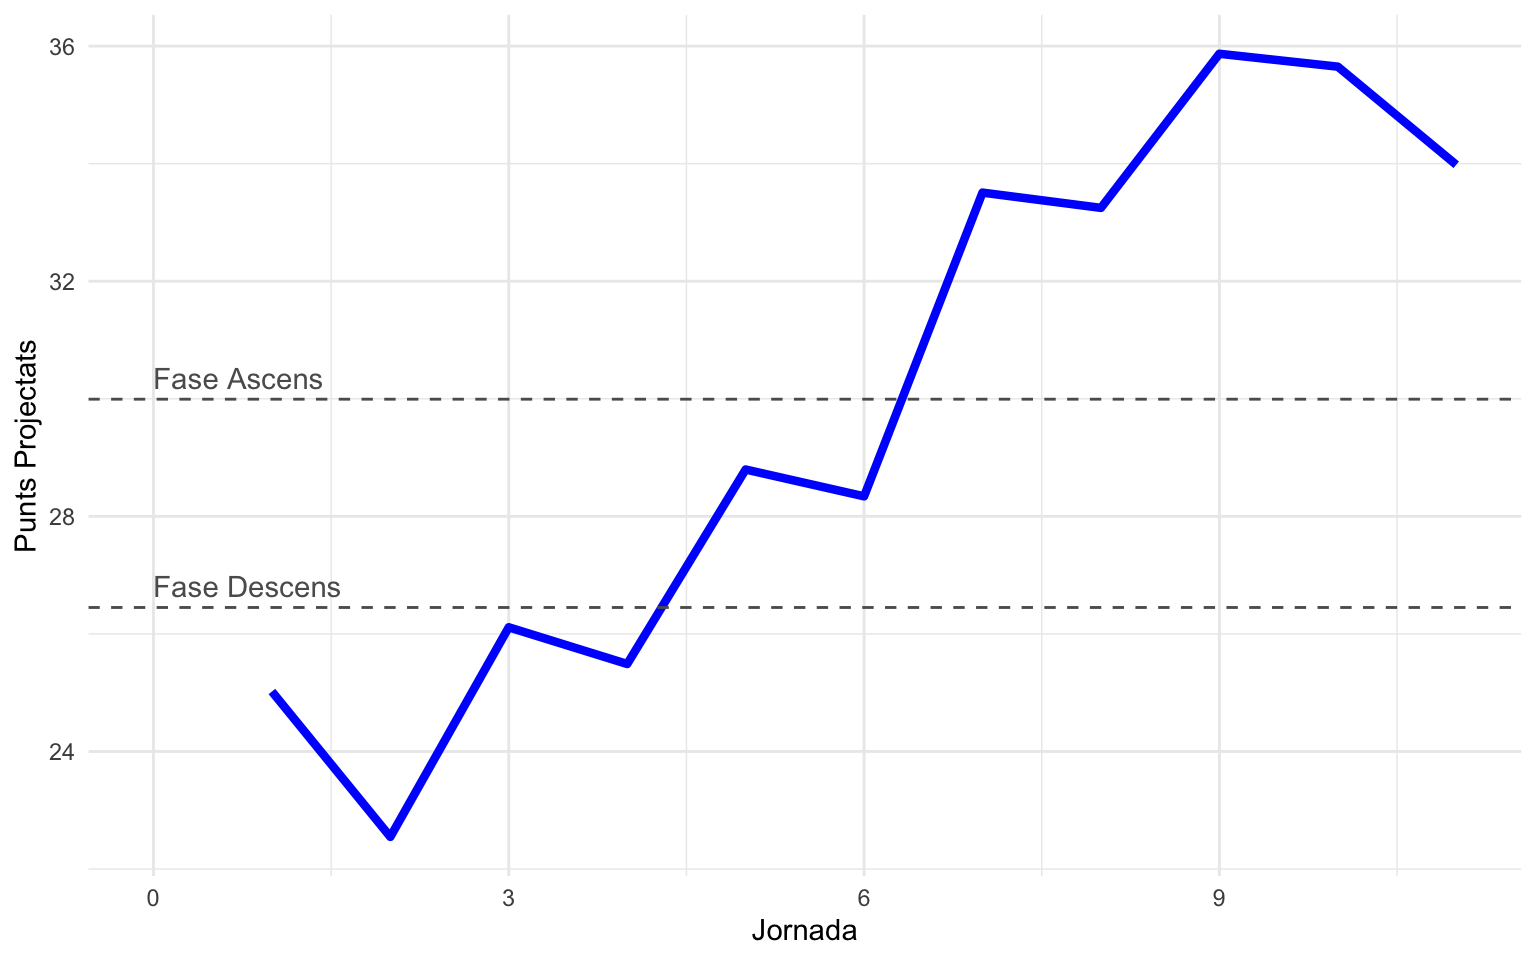 36
32
28
24
Punts Projectats
Fase Ascens
Fase Descens
0 3 6 9
Jornada